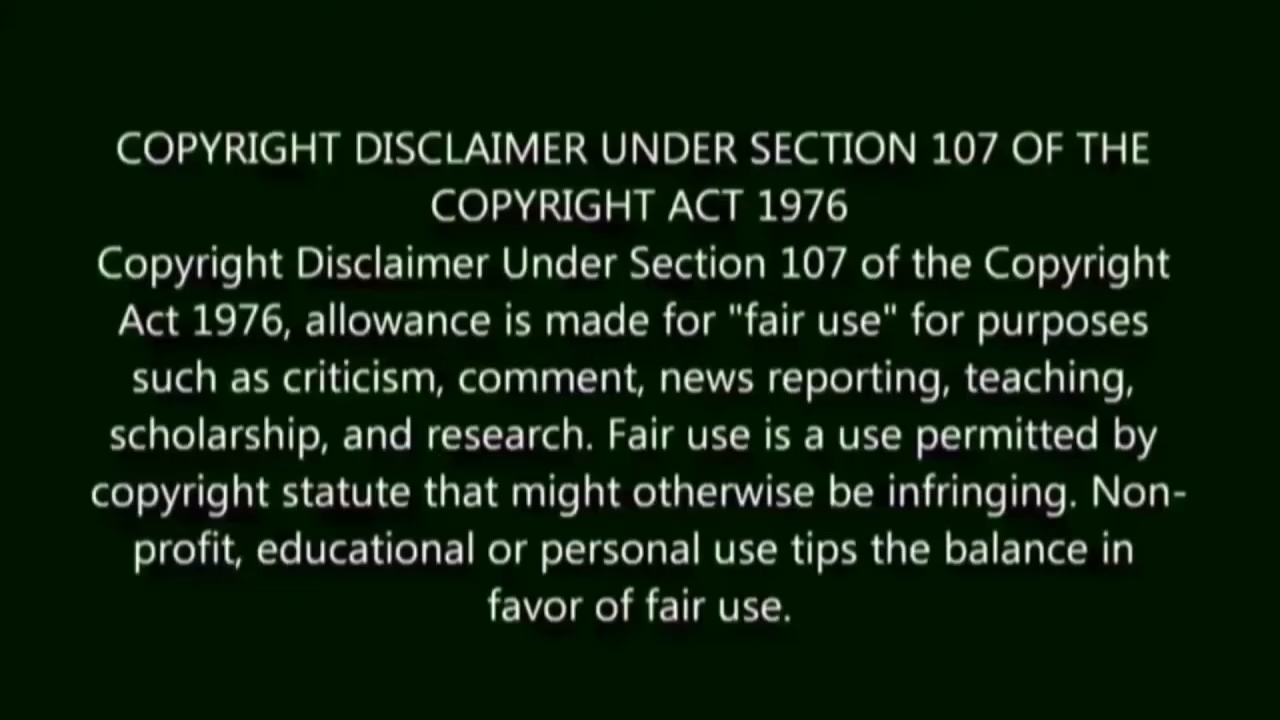 COPYRIGHT DISCLAIMER UNDER SECTION 107 OF THE
COPYRIGHT ACT 1976
Copyright Disclaimer Under Section 107 of the Copyright
Act 1976, allowance is made for "fair use" for purposes
such as criticism, comment, news reporting, teaching,
scholarship, and research. Fair use is a use permitted by
copyright statute that might otherwise be infringing. Non-
profit, educational or personal use tips the balance in
favor of fair use.